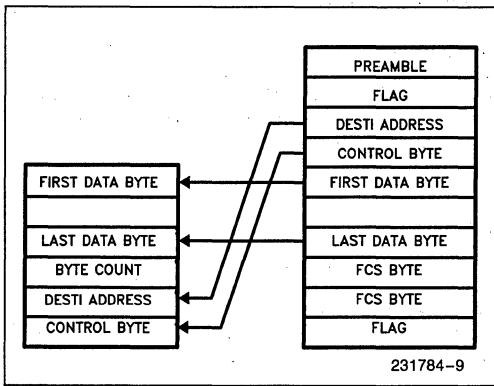 PREAMBLE
FLAG
DESTI ADDRESS
CONTROL BYTE
FIRST DATA BYTE
LAST DATA BYTE
FCS BYTE
FCS BYTE
FLAG
FIRST DATA BYTE
LAST DATA BYTE
BYTE COUNT
DESTI ADDRESS
CONTROL BYTE
231784-9